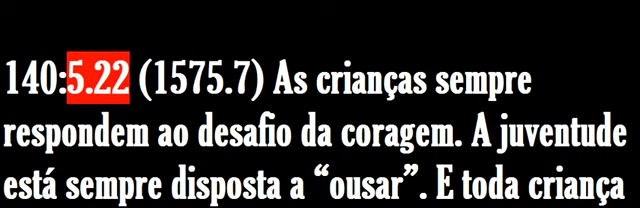 140:5.22 (1575.7) As crianças sempre
respondem ao desafio da coragem. A juventude
está sempre disposta a “ousar”. E toda criança